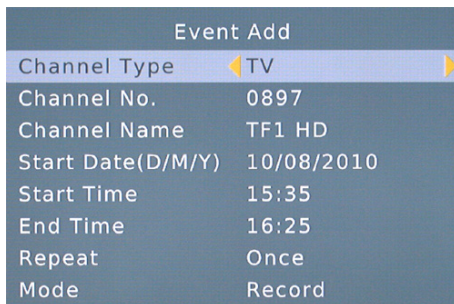 Event Add
Channel Type TV
Channel No. 0897
Channel Name TF1 HD
Start Date(D/M/Y) 10/08/2010
Start Time 15:35
End Time 16:25
Repeat Once
Mode Record